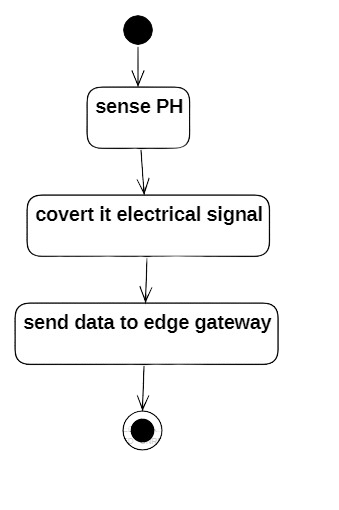 sense PH
covert it electrical signal
send data to edge gateway